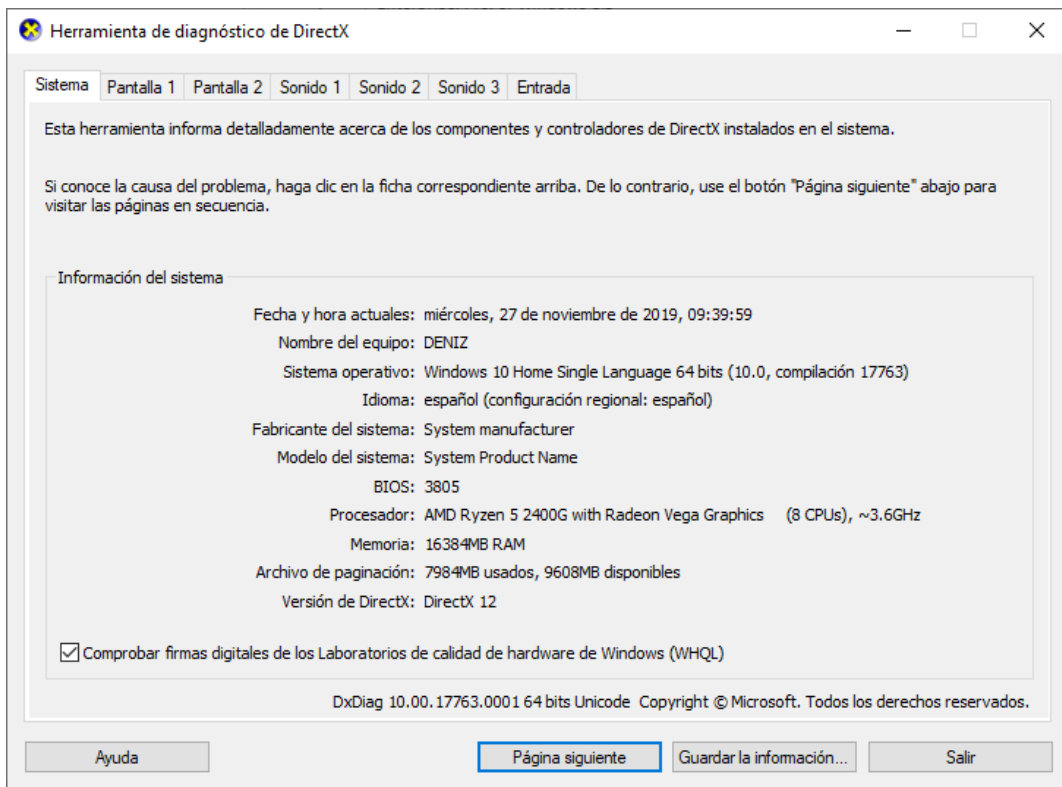 Herramienta de diagnóstico de DirectX
Sistema
Pantalla 1
Pantalla 2
Sonido 1
Sonido 2
Sonido 3
Entrada
Esta herramienta informa detalladamente acerca de los componentes y controladores de DirectX instalados en el sistema.
Si conoce la causa del problema, haga clic en la ficha correspondiente arriba. De lo contrario, use el botón "Página siguiente" abajo para
visitar las páginas en secuencia.
Información del sistema
Fecha y hora actuales: miércoles, 27 de noviembre de 2019, 09:39:59
Nombre del equipo: DENIZ
Sistema operativo: Windows 10 Home Single Language 64 bits (10.0, compilación 17763)
Idioma: español (configuración regional: español)
Fabricante del sistema: System manufacturer
Modelo del sistema: System Product Name
BIOS: 3805
Procesador: AMD Ryzen 5 2400G with Radeon Vega Graphics (8 CPUs), ~3.6GHz
Memoria: 16384MB RAM
Archivo de paginación: 7984MB usados, 9608MB disponibles
Versión de DirectX: DirectX 12
Comprobar firmas digitales de los Laboratorios de calidad de hardware de Windows (WHQL)
DxDiag 10.00.17763.0001 64 bits Unicode Copyright © Microsoft. Todos los derechos reservados.
Ayuda
Página siguiente
Guardar la información...
Salir